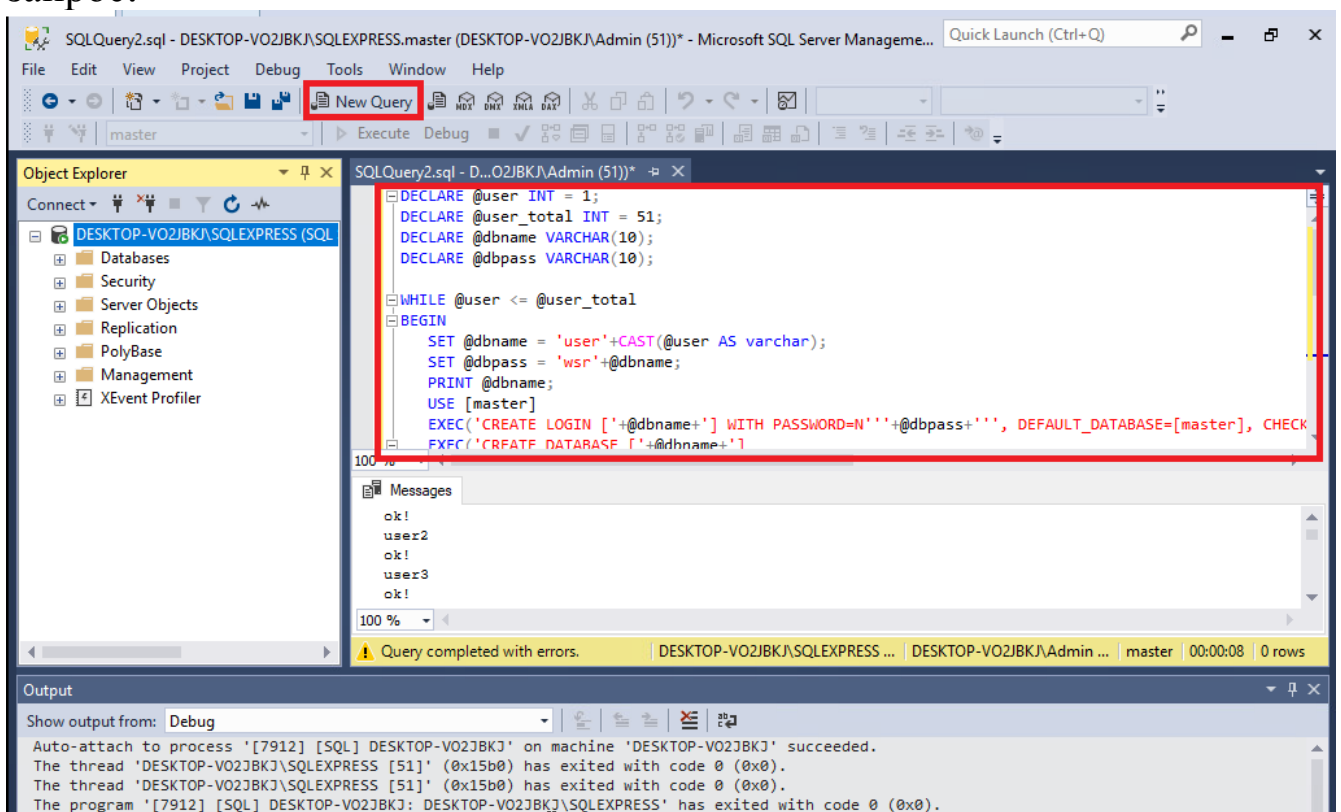 запрос.
SQLQuery2.sql - DESKTOP-VO2JBKJ\SQLEXPRESS.master (DESKTOP-VO2JBKJ\Admin (51))* - Microsoft SQL Server Manageme...
Quick Launch (Ctrl+Q)
File Edit View Project Debug Tools Window Help
New Query MDX DMX XMLA DAX
master Execute Debug
Object Explorer
SQLQuery2.sql - D...O2JBKJ\Admin (51))*
Connect
DESKTOP-VO2JBKJ\SQLEXPRESS (SQL
Databases
Security
Server Objects
Replication
PolyBase
Management
XEvent Profiler
DECLARE @user INT = 1;
DECLARE @user_total INT = 51;
DECLARE @dbname VARCHAR(10);
DECLARE @dbpass VARCHAR(10);
WHILE @user <= @user_total
BEGIN
SET @dbname = 'user'+CAST(@user AS varchar);
SET @dbpass = 'wsr'+@dbname;
PRINT @dbname;
USE [master]
EXEC('CREATE LOGIN ['+@dbname+'] WITH PASSWORD=N'''+@dbpass+''', DEFAULT_DATABASE=[master], CHECK
EXEC('CREATE DATABASE ['+@dbname+']
100 %
Messages
ok!
user2
ok!
user3
ok!
100 %
Query completed with errors. DESKTOP-VO2JBKJ\SQLEXPRESS ... DESKTOP-VO2JBKJ\Admin ... master 00:00:08 0 rows
Output
Show output from: Debug
Auto-attach to process '[7912] [SQL] DESKTOP-VO2JBKJ' on machine 'DESKTOP-VO2JBKJ' succeeded.
The thread 'DESKTOP-VO2JBKJ\SQLEXPRESS [51]' (0x15b0) has exited with code 0 (0x0).
The thread 'DESKTOP-VO2JBKJ\SQLEXPRESS [51]' (0x15b0) has exited with code 0 (0x0).
The program '[7912] [SQL] DESKTOP-VO2JBKJ: DESKTOP-VO2JBKJ\SQLEXPRESS' has exited with code 0 (0x0).